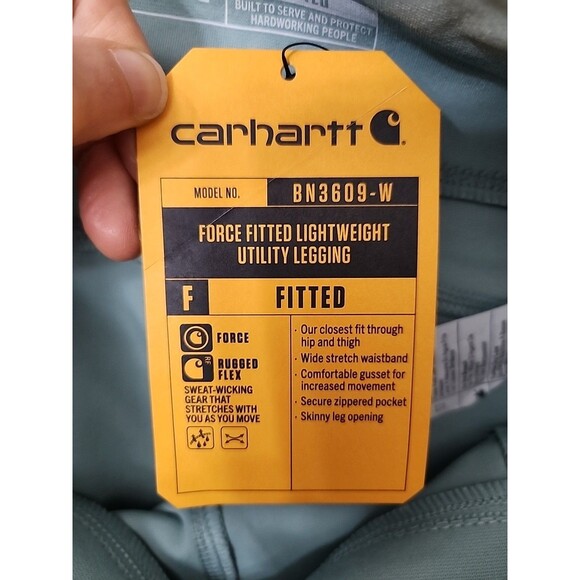 BUILT TO SERVE AND PROTECT
HARDWORKING PEOPLE
carhartt
MODEL NO. BN3609-W
FORCE FITTED LIGHTWEIGHT
UTILITY LEGGING
F FITTED
FORCE
RUGGED
FLEX
SWEAT-WICKING
GEAR THAT
STRETCHES WITH
YOU AS YOU MOVE
· Our closest fit through
hip and thigh
· Wide stretch waistband
· Comfortable gusset for
increased movement
· Secure zippered pocket
· Skinny leg opening